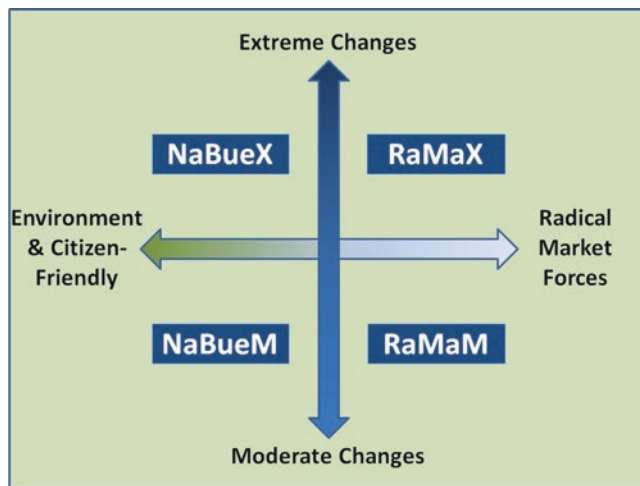 Extreme Changes
NaBueX
RaMaX
Environment
& Citizen-
Friendly
Radical
Market
Forces
NaBueM
RaMaM
Moderate Changes